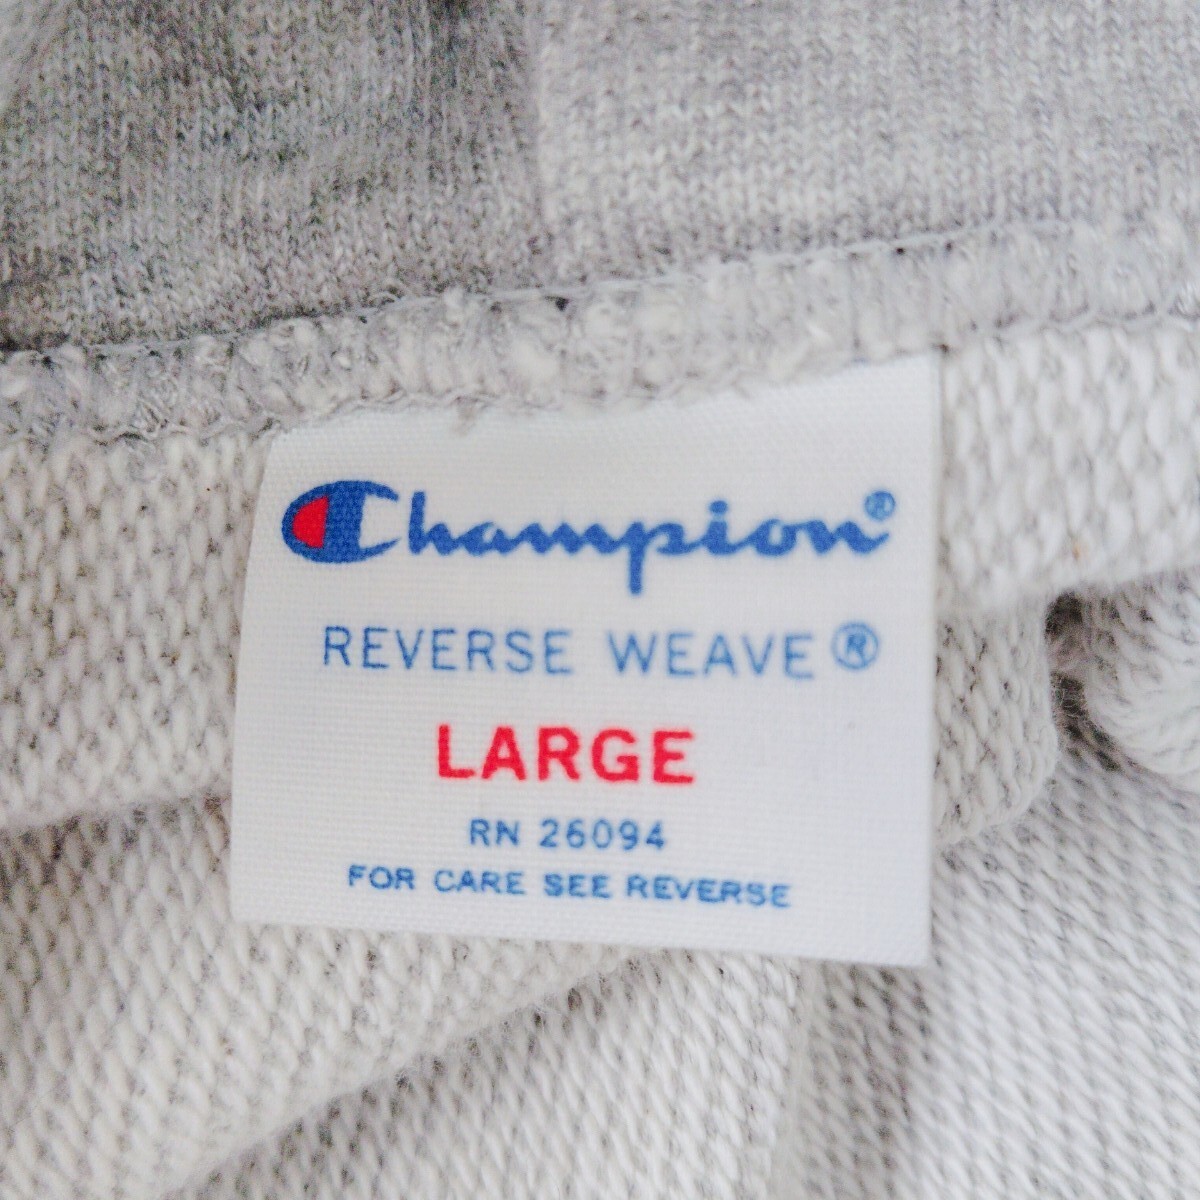 Champion®
REVERSE WEAVE®
LARGE
RN 26094
FOR CARE SEE REVERSE